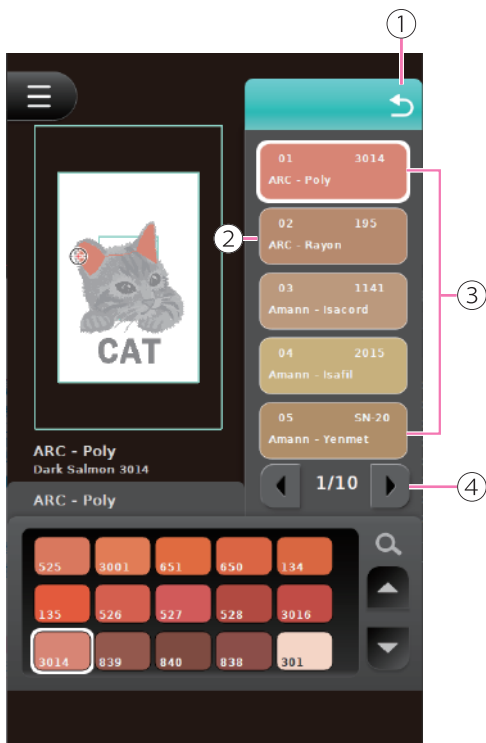 1
01 3014
ARC - Poly
2
02 195
ARC - Rayon
3
03 1141
Amann - Isacord
04 2015
Amann - Isafil
05 SN-20
Amann - Yenmet
4
1/10
CAT
ARC - Poly
Dark Salmon 3014
ARC - Poly
525 3001 651 650 134
135 526 527 528 3016
3014 839 840 838 301